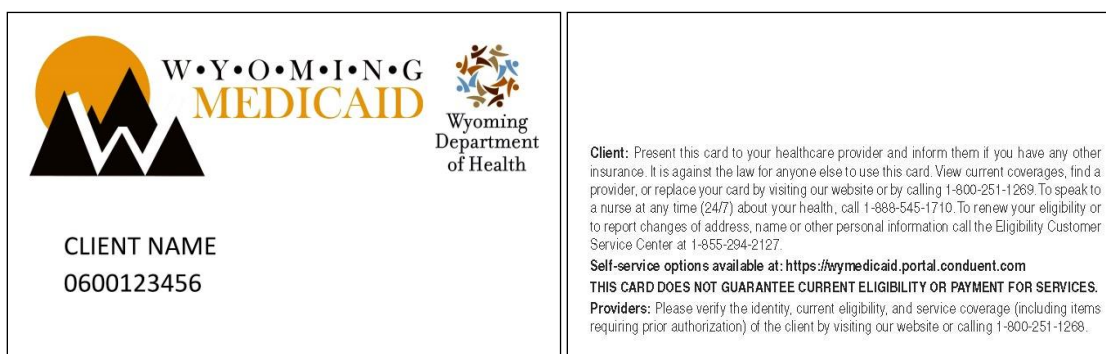 W•Y•O•M•I•N•G
MEDICAID
Wyoming
Department
of Health
CLIENT NAME
0600123456
Client: Present this card to your healthcare provider and inform them if you have any other
insurance. It is against the law for anyone else to use this card. View current coverages, find a
provider, or replace your card by visiting our website or by calling 1-800-251-1269. To speak to
a nurse at any time (24/7) about your health, call 1-888-545-1710. To renew your eligibility or
to report changes of address, name or other personal information call the Eligibility Customer
Service Center at 1-855-294-2127.
Self-service options available at: https://wymedicaid.portal.conduent.com
THIS CARD DOES NOT GUARANTEE CURRENT ELIGIBILITY OR PAYMENT FOR SERVICES.
Providers: Please verify the identity, current eligibility, and service coverage (including items
requiring prior authorization) of the client by visiting our website or calling 1-800-251-1268.